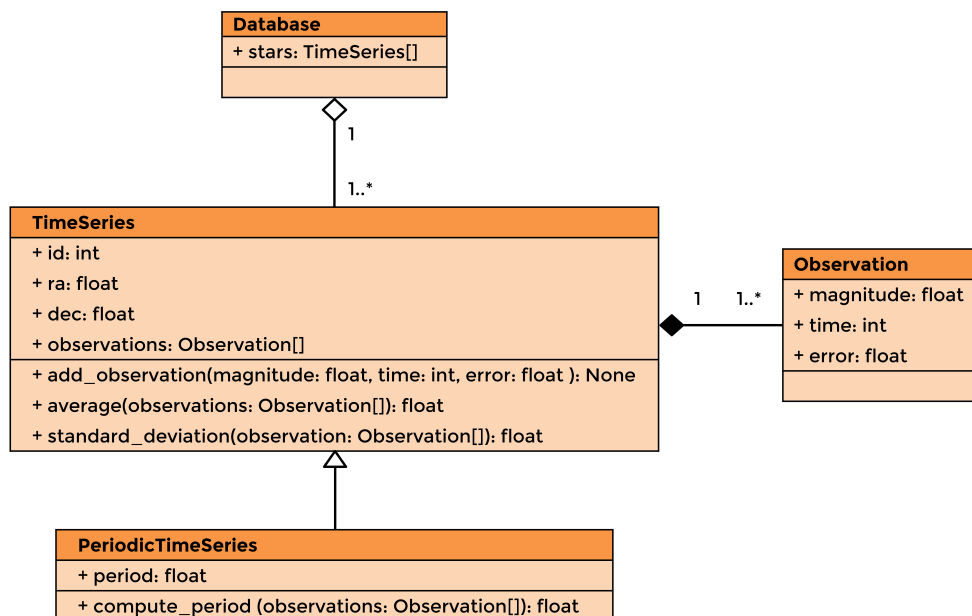 Database
+ stars: TimeSeries[]
1
1..*
TimeSeries
+ id: int
+ ra: float
+ dec: float
+ observations: Observation[]
+ add_observation(magnitude: float, time: int, error: float ): None
+ average(observations: Observation[]): float
+ standard_deviation(observation: Observation[]): float
1 1..*
Observation
+ magnitude: float
+ time: int
+ error: float
PeriodicTimeSeries
+ period: float
+ compute_period (observations: Observation[]): float